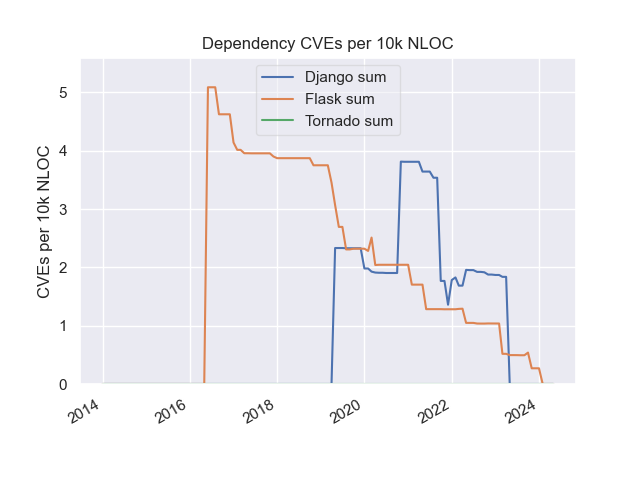 Dependency CVEs per 10k NLOC
Django sum
Flask sum
Tornado sum
CVEs per 10k NLOC
5
4
3
2
1
0
2014
2016
2018
2020
2022
2024